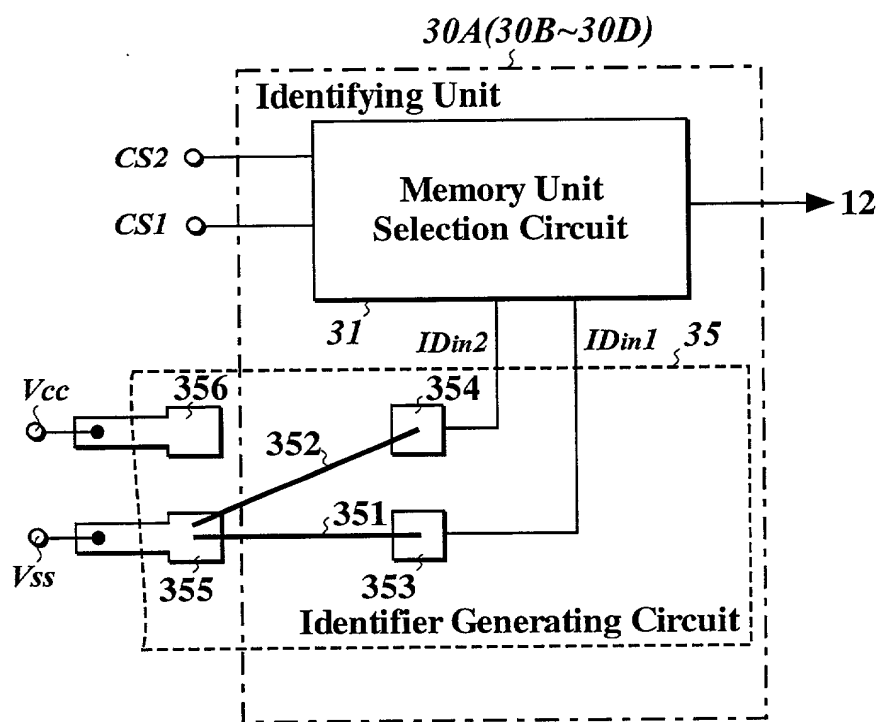 30A(30B~30D)
Identifying Unit
CS2
CS1
Memory Unit
Selection Circuit
12
31
IDin2
IDin1
35
Vcc
356
354
352
351
Vss
355
353
Identifier Generating Circuit